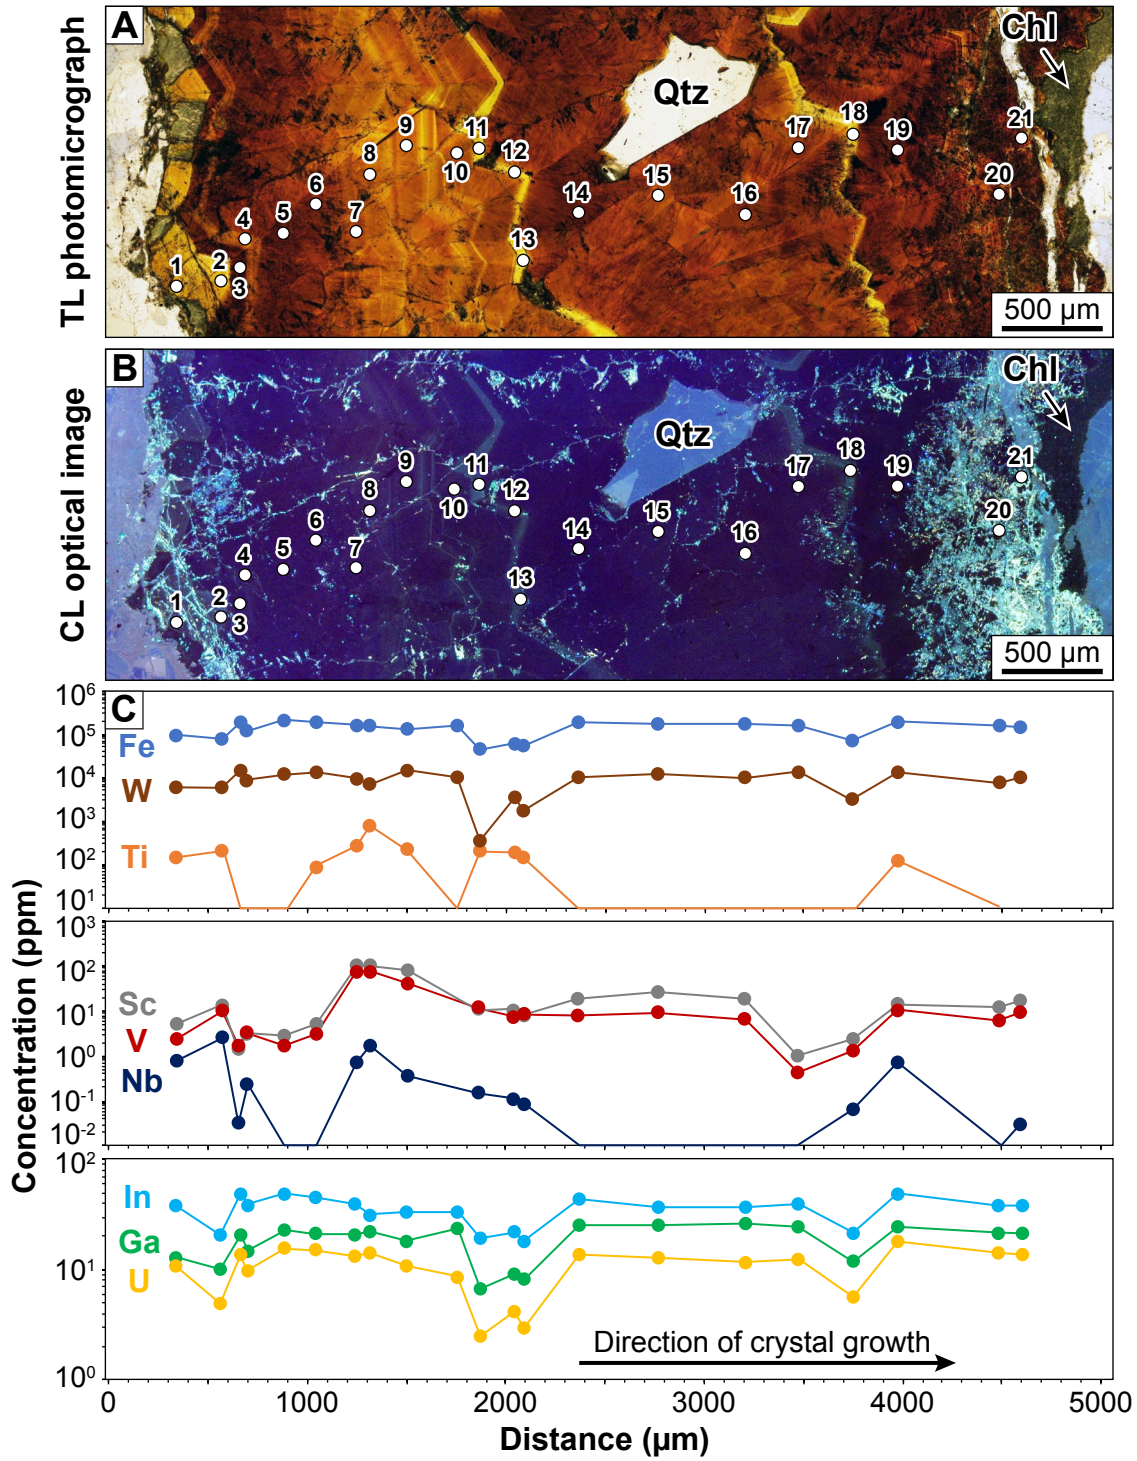 TL photomicrograph
A
Qtz
Chl
1
2
3
4
5
6
7
8
9
10
11
12
13
14
15
16
17
18
19
20
21
500 µm
CL optical image
B
Qtz
Chl
1
2
3
4
5
6
7
8
9
10
11
12
13
14
15
16
17
18
19
20
21
500 µm
Concentration (ppm)
C
10⁶
10⁵
10⁴
10³
10²
10¹
Fe
W
Ti
10³
10²
10¹
10⁰
10⁻¹
10⁻²
Sc
V
Nb
10²
10¹
10⁰
In
Ga
U
Direction of crystal growth
0 1000 2000 3000 4000 5000
Distance (µm)